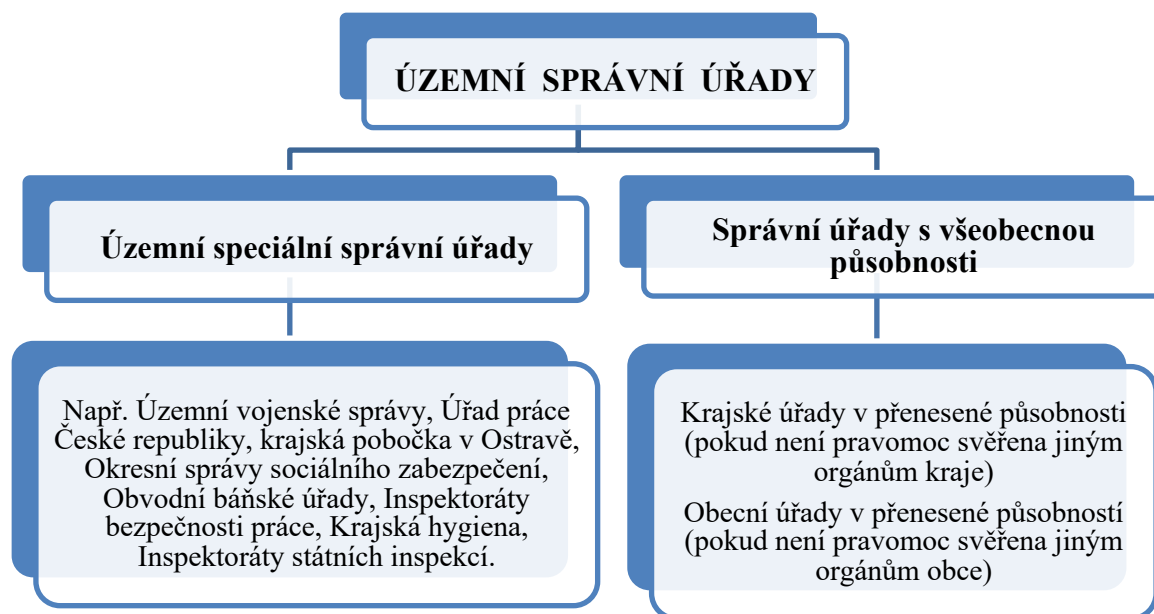 ÚZEMNÍ SPRÁVNÍ ÚŘADY
Územní speciální správní úřady
Správní úřady s všeobecnou
působnosti
Např. Územní vojenské správy, Úřad práce
České republiky, krajská pobočka v Ostravě,
Okresní správy sociálního zabezpečení,
Obvodní báňské úřady, Inspektoráty
bezpečnosti práce, Krajská hygiena,
Inspektoráty státních inspekcí.
Krajské úřady v přenesené působnosti
(pokud není pravomoc svěřena jiným
orgánům kraje)
Obecní úřady v přenesené působností
(pokud není pravomoc svěřena jiným
orgánům obce)